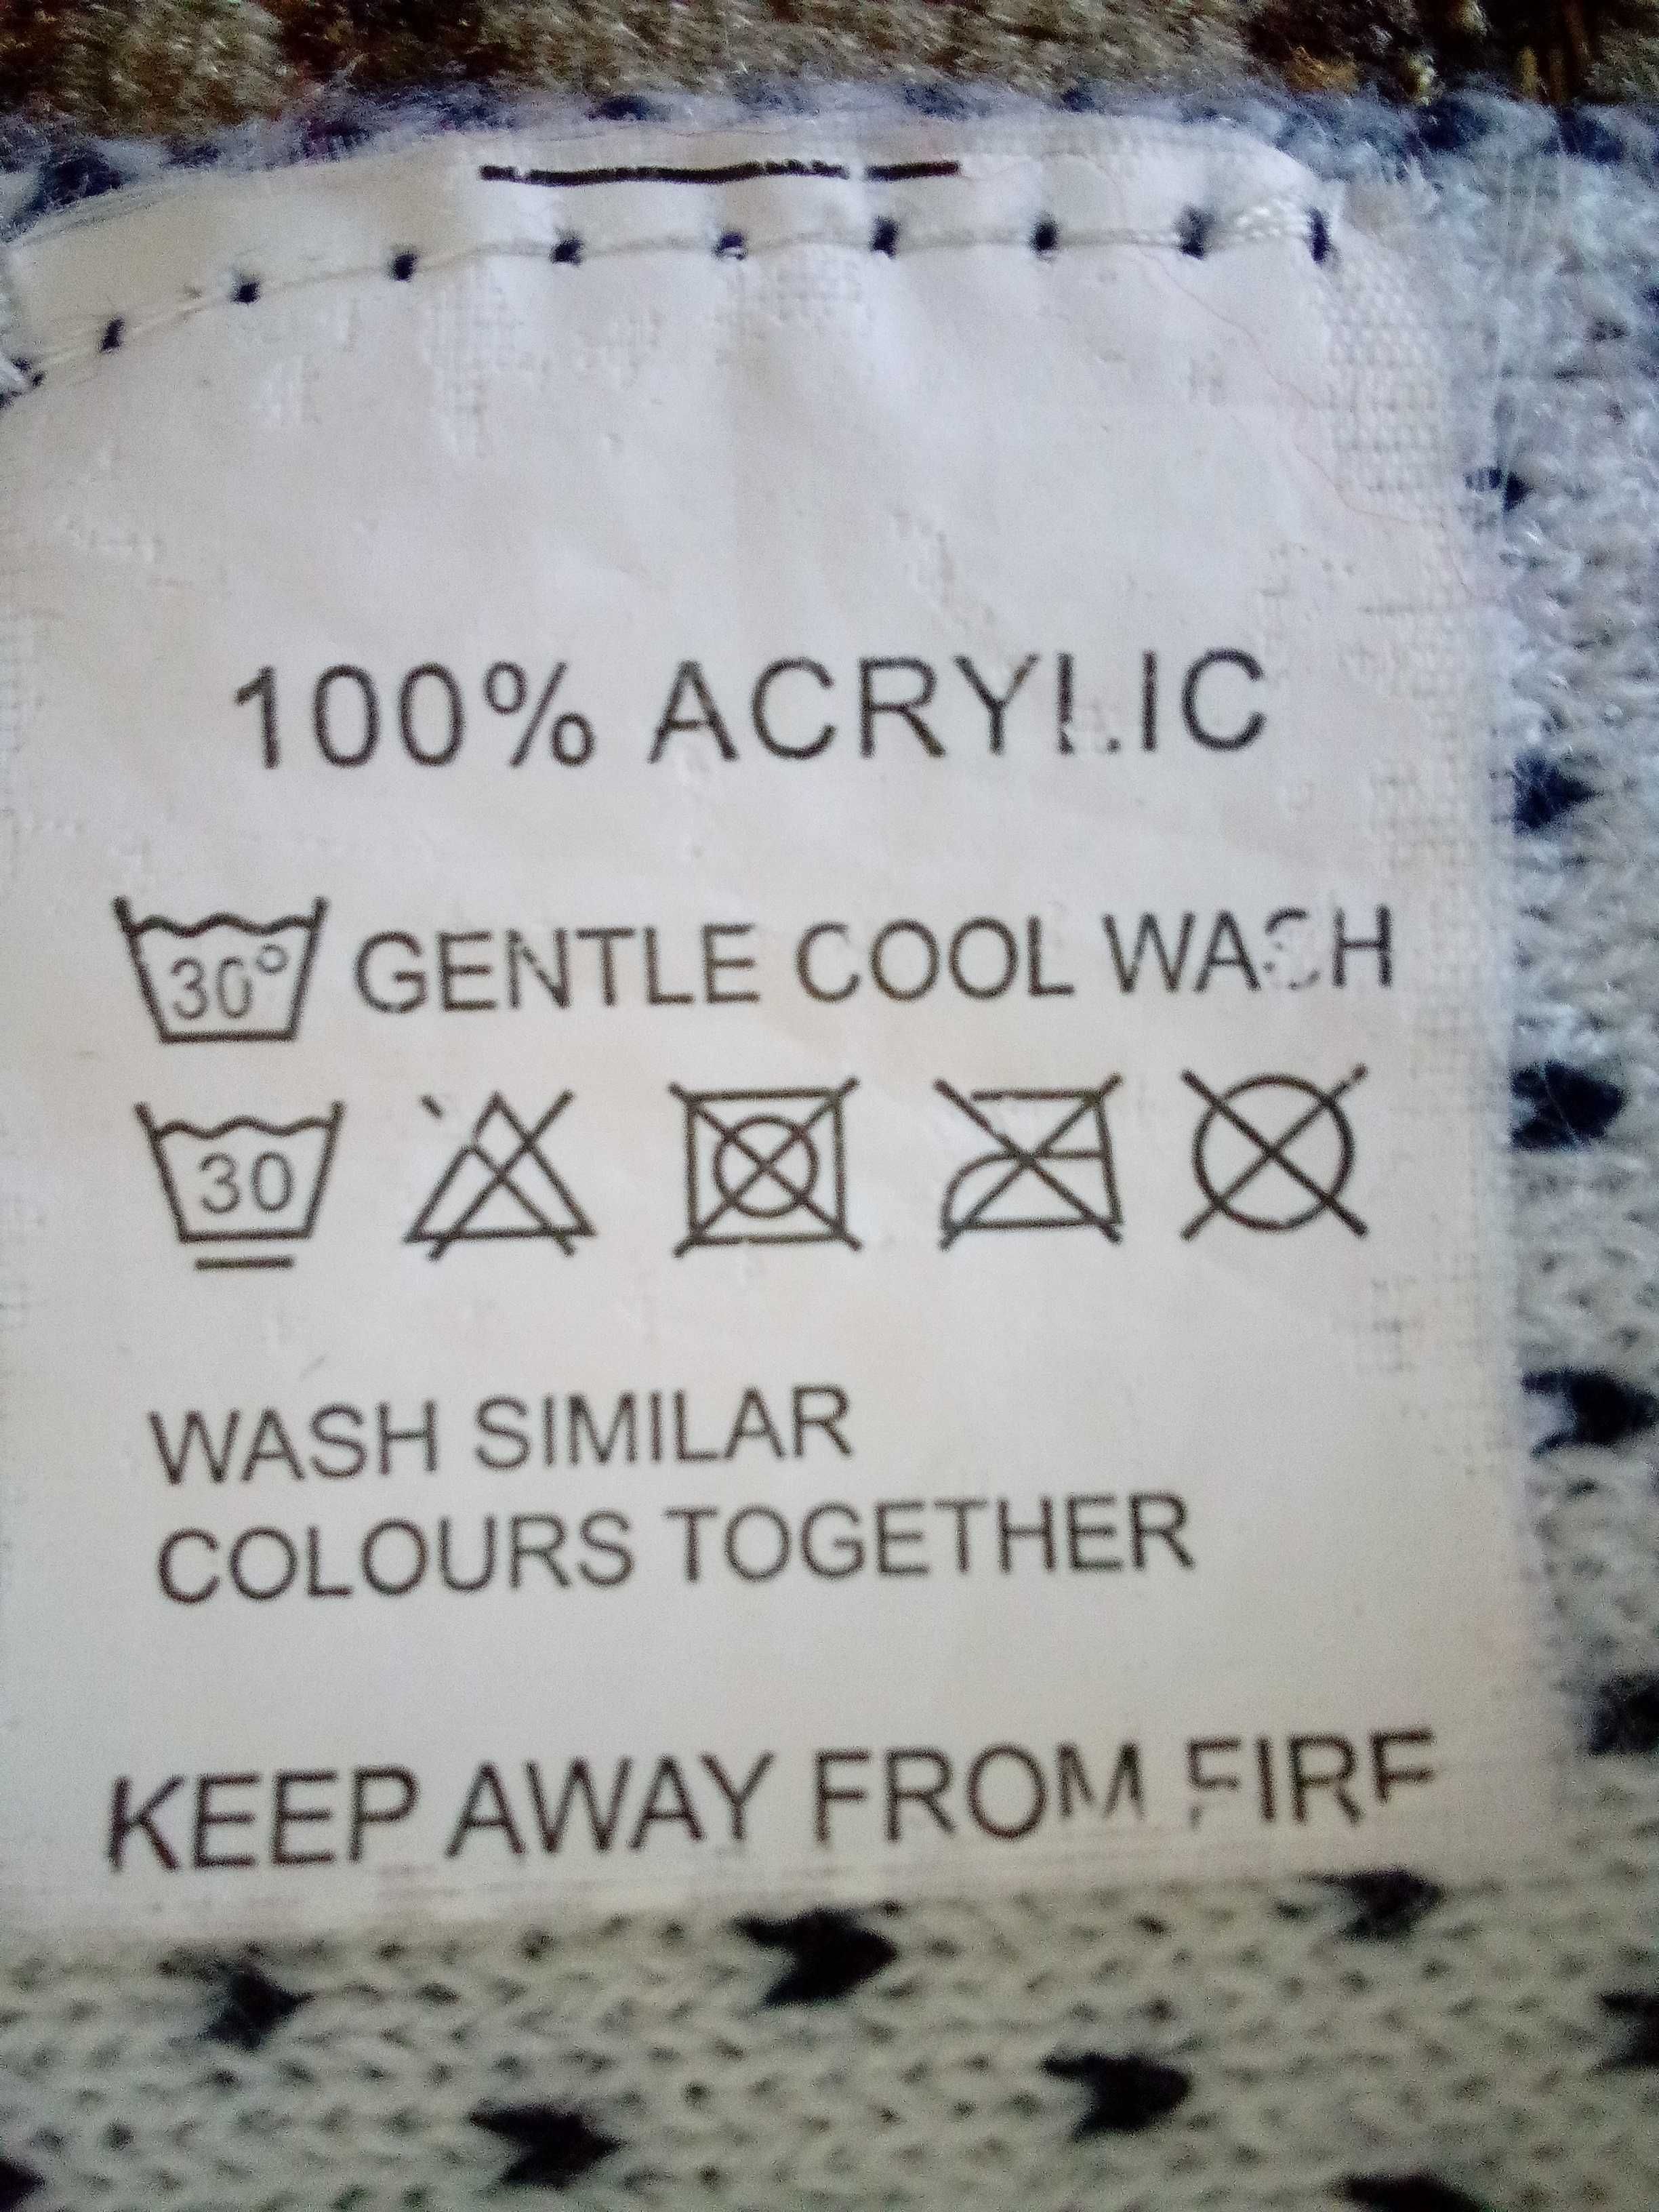 100% ACRYLIC
30° GENTLE COOL WASH
30
WASH SIMILAR
COLOURS TOGETHER
KEEP AWAY FROM FIRE